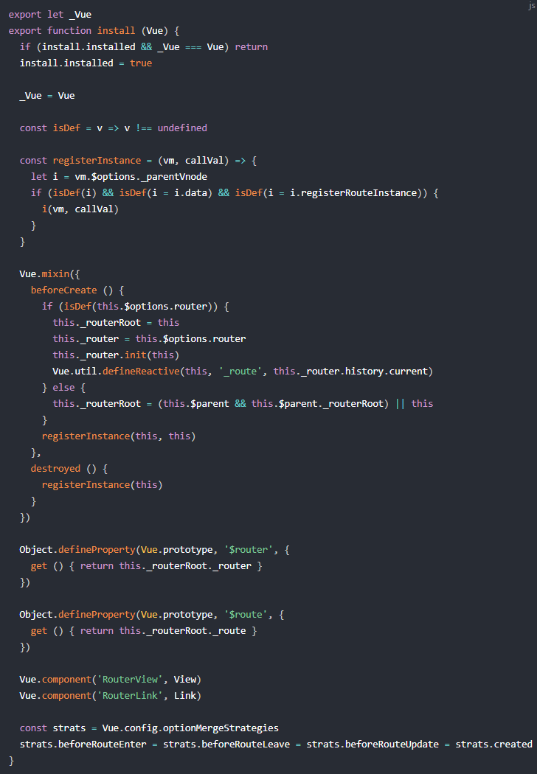 js
export let _Vue
export function install (Vue) {
  if (install.installed && _Vue === Vue) return
  install.installed = true

  _Vue = Vue

  const isDef = v => v !== undefined

  const registerInstance = (vm, callVal) => {
    let i = vm.$options._parentVnode
    if (isDef(i) && isDef(i = i.data) && isDef(i = i.registerRouteInstance)) {
      i(vm, callVal)
    }
  }

  Vue.mixin({
    beforeCreate () {
      if (isDef(this.$options.router)) {
        this._routerRoot = this
        this._router = this.$options.router
        this._router.init(this)
        Vue.util.defineReactive(this, '_route', this._router.history.current)
      } else {
        this._routerRoot = (this.$parent && this.$parent._routerRoot) || this
      }
      registerInstance(this, this)
    },
    destroyed () {
      registerInstance(this)
    }
  })

  Object.defineProperty(Vue.prototype, '$router', {
    get () { return this._routerRoot._router }
  })

  Object.defineProperty(Vue.prototype, '$route', {
    get () { return this._routerRoot._route }
  })

  Vue.component('RouterView', View)
  Vue.component('RouterLink', Link)

  const strats = Vue.config.optionMergeStrategies
  strats.beforeRouteEnter = strats.beforeRouteLeave = strats.beforeRouteUpdate = strats.created
}